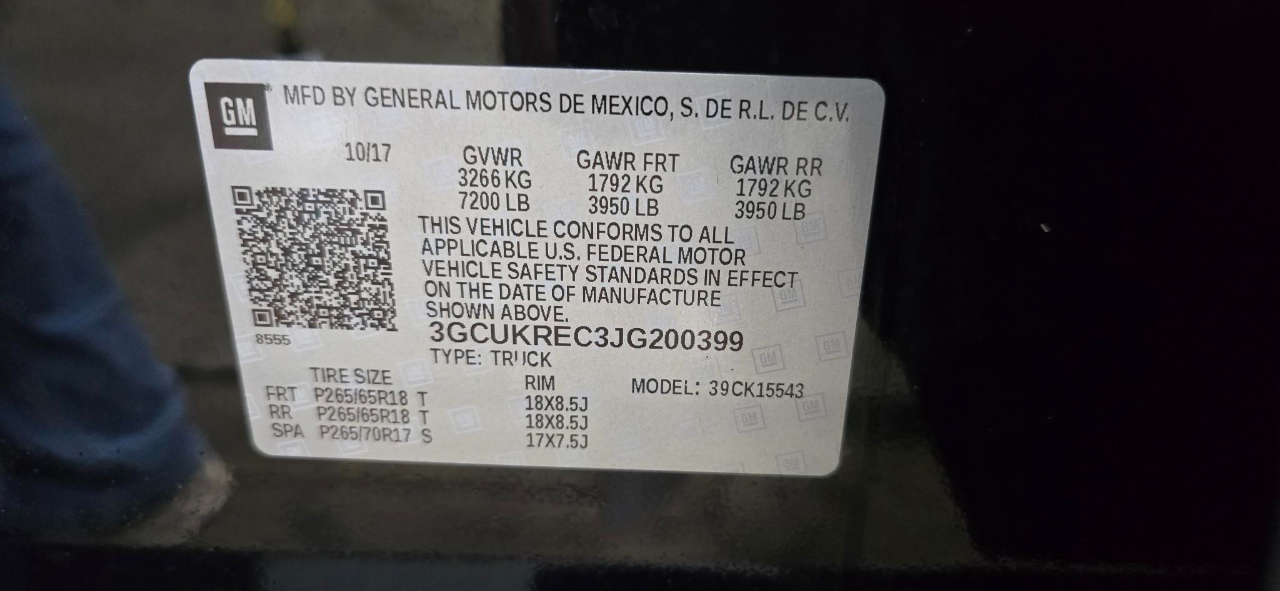 GM MFD BY GENERAL MOTORS DE MEXICO, S. DE R.L. DE C.V.
10/17 GVWR GAWR FRT GAWR RR
3266 KG 1792 KG 1792 KG
7200 LB 3950 LB 3950 LB
THIS VEHICLE CONFORMS TO ALL
APPLICABLE U.S. FEDERAL MOTOR
VEHICLE SAFETY STANDARDS IN EFFECT
ON THE DATE OF MANUFACTURE
SHOWN ABOVE.
8555 3GCUKREC3JG200399
TYPE: TRUCK
TIRE SIZE RIM MODEL: 39CK15543
FRT P265/65R18 T 18X8.5J
RR P265/65R18 T 18X8.5J
SPA P265/70R17 S 17X7.5J